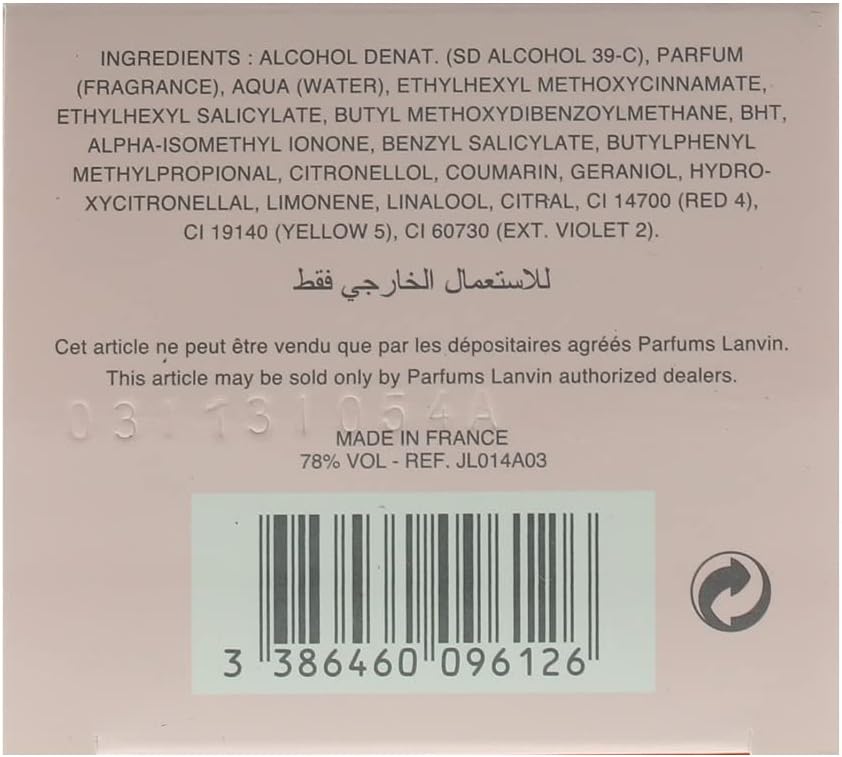 INGREDIENTS : ALCOHOL DENAT. (SD ALCOHOL 39-C), PARFUM
(FRAGRANCE), AQUA (WATER), ETHYLHEXYL METHOXYCINNAMATE,
ETHYLHEXYL SALICYLATE, BUTYL METHOXYDIBENZOYLMETHANE, BHT,
ALPHA-ISOMETHYL IONONE, BENZYL SALICYLATE, BUTYLPHENYL
METHYLPROPIONAL, CITRONELLOL, COUMARIN, GERANIOL, HYDRO-
XYCITRONELLAL, LIMONENE, LINALOOL, CITRAL, CI 14700 (RED 4),
CI 19140 (YELLOW 5), CI 60730 (EXT. VIOLET 2).
للاستعمال الخارجي فقط
Cet article ne peut être vendu que par les dépositaires agréés Parfums Lanvin.
This article may be sold only by Parfums Lanvin authorized dealers.
MADE IN FRANCE
78% VOL - REF. JL014A03
3 386460 096126